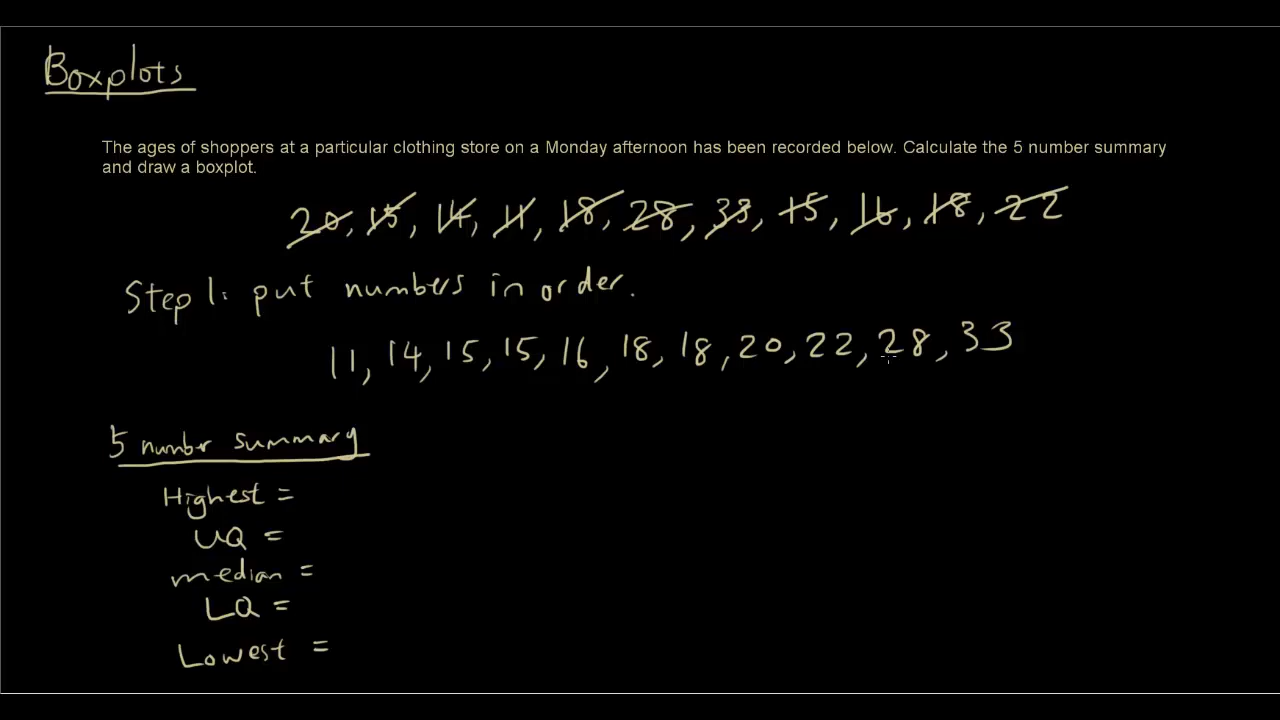 Boxplots
The ages of shoppers at a particular clothing store on a Monday afternoon has been recorded below. Calculate the 5 number summary
and draw a boxplot.
20, 15, 14, 11, 18, 28, 33, 15, 16, 18, 22
Step 1: put numbers in order.
11, 14, 15, 15, 16, 18, 18, 20, 22, 28, 33
5 number summary
Highest =
UQ =
median =
LQ =
Lowest =